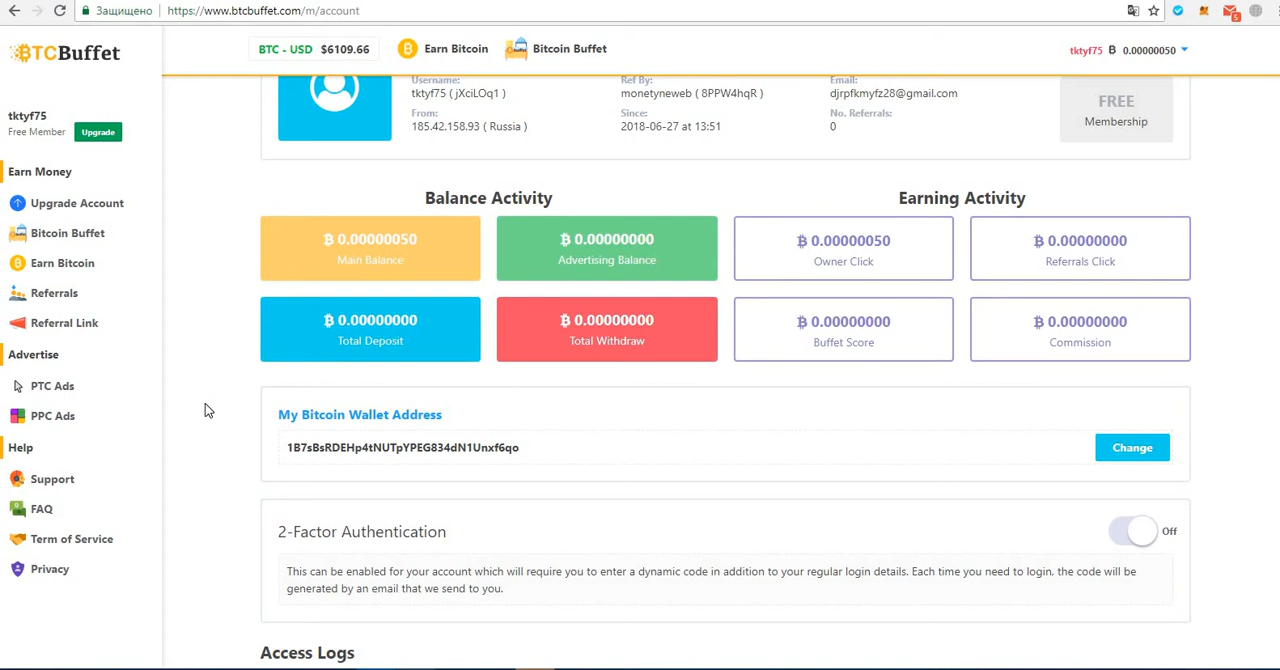 Защищено https://www.btcbuffet.com/m/account
5
BTCBuffet
BTC - USD $6109.66 Earn Bitcoin Bitcoin Buffet
tktyf75 ₿ 0.00000050
tktyf75
Free Member Upgrade
Earn Money
Upgrade Account
Bitcoin Buffet
Earn Bitcoin
Referrals
Referral Link
Advertise
PTC Ads
PPC Ads
Help
Support
FAQ
Term of Service
Privacy
Username: Ref By: Email:
tktyf75 ( jXciLOq1 ) monetyneweb ( 8PPW4hqR ) djrpfkmyfz28@gmail.com
From: Since: No. Referrals:
185.42.158.93 ( Russia ) 2018-06-27 at 13:51 0
FREE
Membership
Balance Activity Earning Activity
₿ 0.00000050 ₿ 0.00000000 ₿ 0.00000050 ₿ 0.00000000
Main Balance Advertising Balance Owner Click Referrals Click
₿ 0.00000000 ₿ 0.00000000 ₿ 0.00000000 ₿ 0.00000000
Total Deposit Total Withdraw Buffet Score Commission
My Bitcoin Wallet Address
1B7sBsRDEHp4tNUTpYPEG834dN1Unxf6qo Change
2-Factor Authentication Off
This can be enabled for your account which will require you to enter a dynamic code in addition to your regular login details. Each time you need to login, the code will be
generated by an email that we send to you.
Access Logs